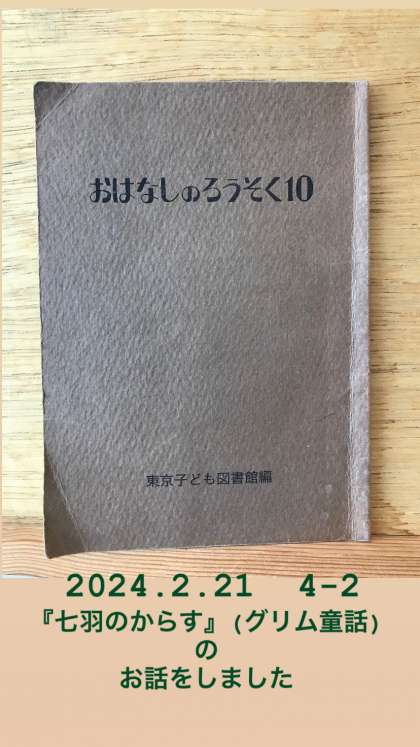 おはなしのろうそく10
東京子ども図書館編
2024.2.21 4-2
『七羽のからす』(グリム童話)
の
お話をしました